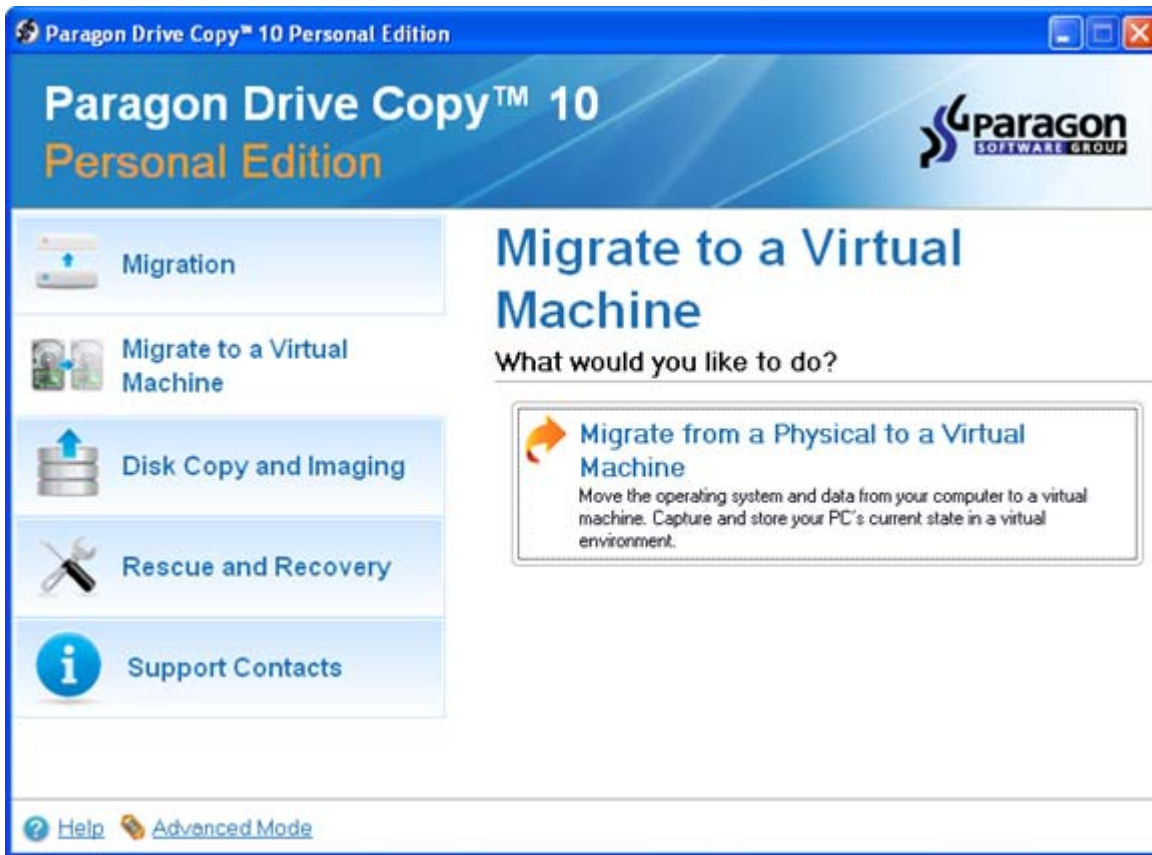 Paragon Drive Copy™ 10 Personal Edition
Paragon Drive Copy™ 10
Personal Edition
Paragon
SOFTWARE GROUP
Migration
Migrate to a Virtual
Machine
Disk Copy and Imaging
Rescue and Recovery
Support Contacts
Migrate to a Virtual
Machine
What would you like to do?
Migrate from a Physical to a Virtual
Machine
Move the operating system and data from your computer to a virtual
machine. Capture and store your PC's current state in a virtual
environment.
Help
Advanced Mode